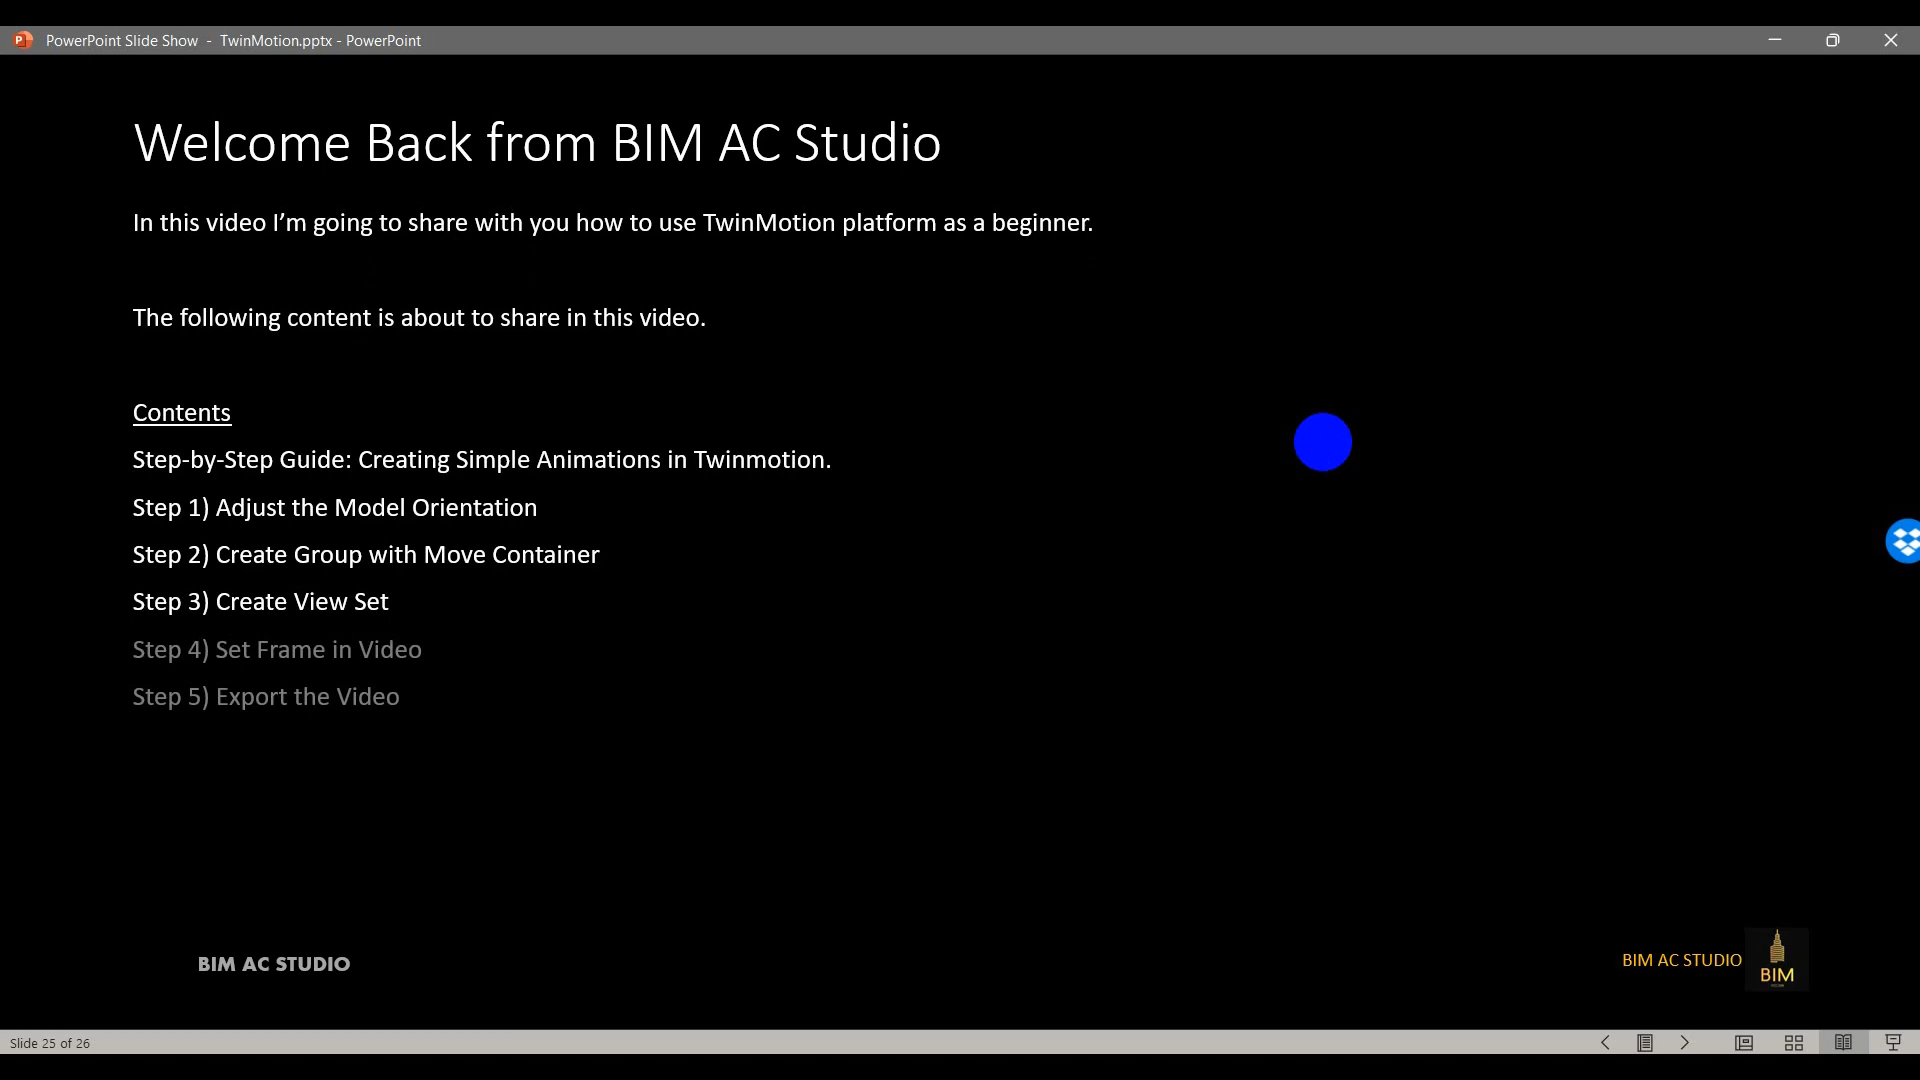 PowerPoint Slide Show - TwinMotion.pptx - PowerPoint
Welcome Back from BIM AC Studio
In this video I’m going to share with you how to use TwinMotion platform as a beginner.
The following content is about to share in this video.
Contents
Step-by-Step Guide: Creating Simple Animations in Twinmotion.
Step 1) Adjust the Model Orientation
Step 2) Create Group with Move Container
Step 3) Create View Set
Step 4) Set Frame in Video
Step 5) Export the Video
BIM AC STUDIO
BIM AC STUDIO
BIM
Slide 25 of 26